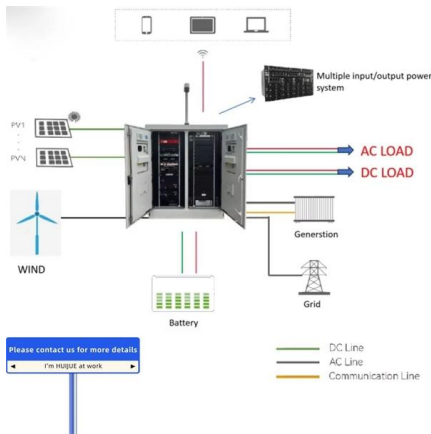 Multiple input/output power
system
PV1
PVN
AC LOAD
DC LOAD
WIND
Generstion
Grid
Battery
Please contact us for more details
I'm HUIJUE at work
DC Line
AC Line
Communication Line